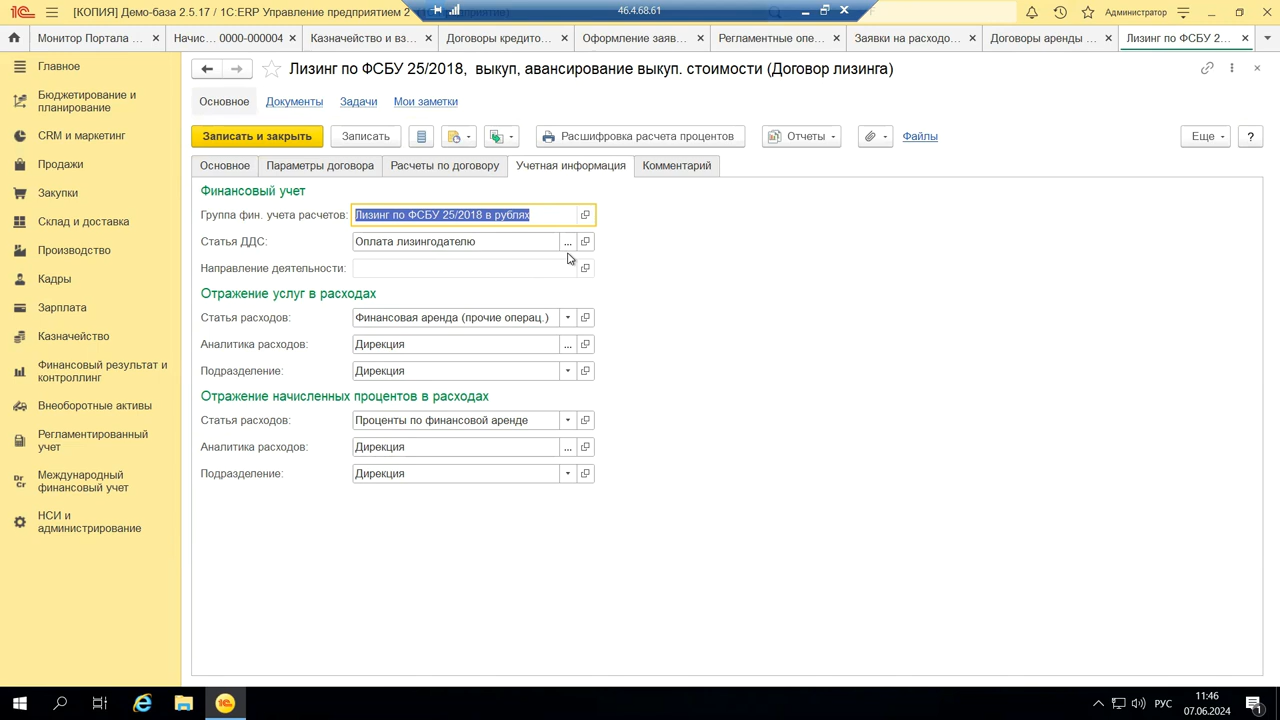 [КОПИЯ] Демо-база 2.5.17 / 1С:ERP Управление предприятием 2
46.4.68.61
Администратор
Монитор Портала ...
Начис... 0000-000004
Казначейство и вз...
Договоры кредито...
Оформление заяв...
Регламентные опе...
Заявки на расходо...
Договоры аренды ...
Лизинг по ФСБУ 2...
Главное
Бюджетирование и
планирование
CRM и маркетинг
Продажи
Закупки
Склад и доставка
Производство
Кадры
Зарплата
Казначейство
Финансовый результат и
контроллинг
Внеоборотные активы
Регламентированный
учет
Международный
финансовый учет
НСИ и
администрирование
Лизинг по ФСБУ 25/2018, выкуп, авансирование выкуп. стоимости (Договор лизинга)
Основное Документы Задачи Мои заметки
Записать и закрыть Записать Расшифровка расчета процентов Отчеты Файлы Еще ?
Основное Параметры договора Расчеты по договору Учетная информация Комментарий
Финансовый учет
Группа фин. учета расчетов: Лизинг по ФСБУ 25/2018 в рублях
Статья ДДС: Оплата лизингодателю ...
Направление деятельности:
Отражение услуг в расходах
Статья расходов: Финансовая аренда (прочие операц.)
Аналитика расходов: Дирекция ...
Подразделение: Дирекция
Отражение начисленных процентов в расходах
Статья расходов: Проценты по финансовой аренде
Аналитика расходов: Дирекция ...
Подразделение: Дирекция
РУС
11:46
07.06.2024
1